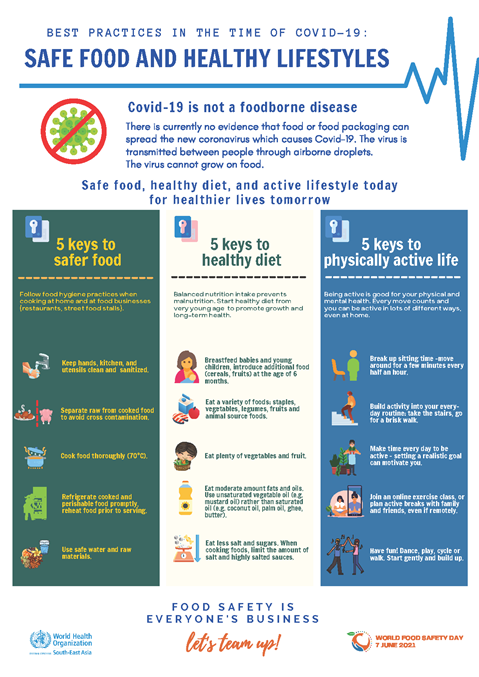 BEST PRACTICES IN THE TIME OF COVID-19:
SAFE FOOD AND HEALTHY LIFESTYLES
Covid-19 is not a foodborne disease
There is currently no evidence that food or food packaging can
spread the new coronavirus which causes Covid-19. The virus is
transmitted between people through airborne droplets.
The virus cannot grow on food.
Safe food, healthy diet, and active lifestyle today
for healthier lives tomorrow
5 keys to
safer food
Follow food hygiene practices when
cooking at home and at food businesses
(restaurants, street food stalls).
Keep hands, kitchen, and
utensils clean and sanitized.
Separate raw from cooked food
to avoid cross contamination.
Cook food thoroughly (70°C).
Refrigerate cooked and
perishable food promptly,
reheat food prior to serving.
Use safe water and raw
materials.
5 keys to
healthy diet
Balanced nutrition intake prevents
malnutrition. Start healthy diet from
very young age to promote growth and
long-term health.
Breastfeed babies and young
children, introduce additional food
(cereals, fruits) at the age of 6
months.
Eat a variety of foods: staples,
vegetables, legumes, fruits and
animal source foods.
Eat plenty of vegetables and fruit.
Eat moderate amount fats and oils.
Use unsaturated vegetable oil (e.g.
mustard oil) rather than saturated
oil (e.g. coconut oil, palm oil, ghee,
butter).
Eat less salt and sugars. When
cooking foods, limit the amount of
salt and highly salted sauces.
5 keys to
physically active life
Being active is good for your physical and
mental health. Every move counts and
you can be active in lots of different ways,
even at home.
Break up sitting time -move
around for a few minutes every
half an hour.
Build activity into your every-
day routine: take the stairs, go
for a brisk walk.
Make time every day to be
active - setting a realistic goal
can motivate you.
Join an online exercise class, or
plan active breaks with family
and friends, even if remotely.
Have fun! Dance, play, cycle or
walk. Start gently and build up.
FOOD SAFETY IS
EVERYONE'S BUSINESS
let's team up!
World Health
Organization
South-East Asia
WORLD FOOD SAFETY DAY
7 JUNE 2021